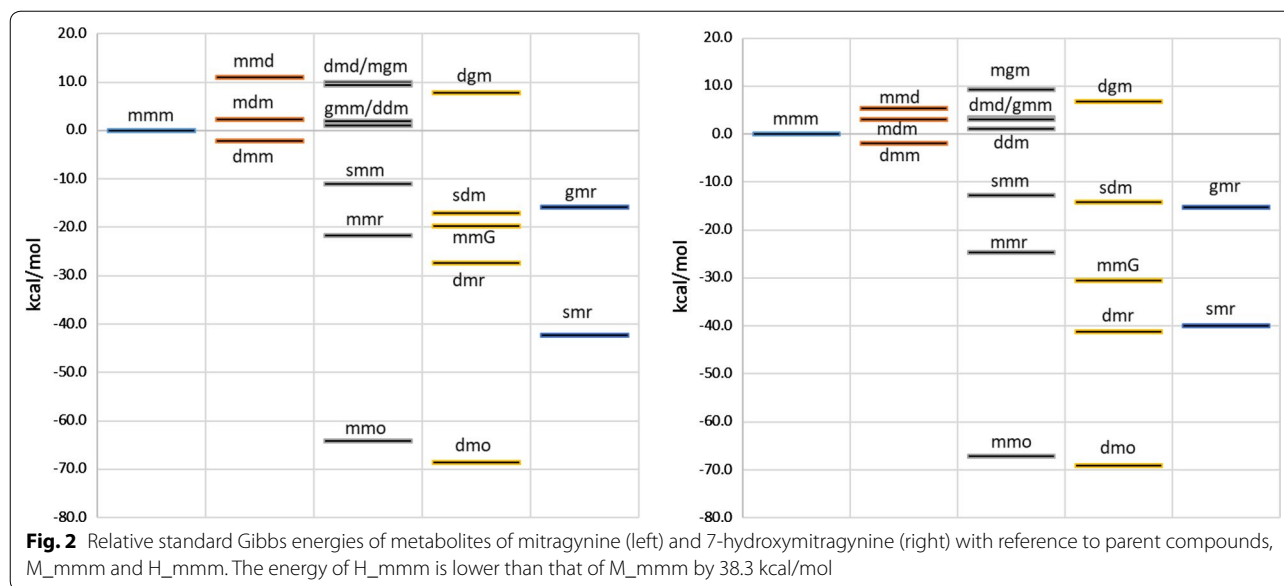 20.0
10.0
0.0
-10.0
-20.0
-30.0
-40.0
-50.0
-60.0
-70.0
-80.0
kcal/mol
mmm
mmd
mdm
dmm
dmd/mgm
gmm/ddm
smm
mmr
mmo
dgm
sdm
mmG
dmr
dmo
gmr
smr
20.0
10.0
0.0
-10.0
-20.0
-30.0
-40.0
-50.0
-60.0
-70.0
-80.0
kcal/mol
mmm
mmd
mdm
dmm
mgm
dmd/gmm
ddm
smm
mmr
mmo
dgm
sdm
mmG
dmr
dmo
gmr
smr
Fig. 2 Relative standard Gibbs energies of metabolites of mitragynine (left) and 7-hydroxymitragynine (right) with reference to parent compounds,
M_mmm and H_mmm. The energy of H_mmm is lower than that of M_mmm by 38.3 kcal/mol